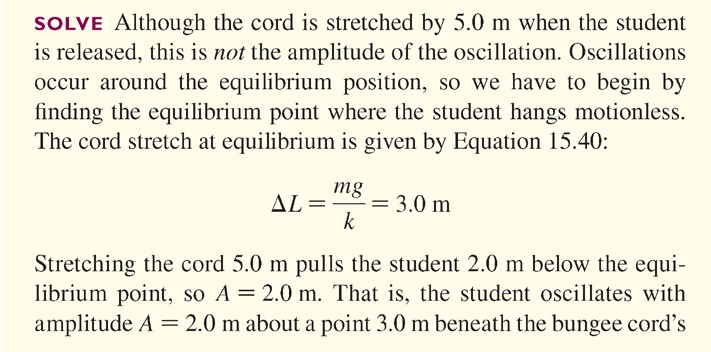 SOLVE Although the cord is stretched by 5.0 m when the student
is released, this is not the amplitude of the oscillation. Oscillations
occur around the equilibrium position, so we have to begin by
finding the equilibrium point where the student hangs motionless.
The cord stretch at equilibrium is given by Equation 15.40:
ΔL = mg/k = 3.0 m
Stretching the cord 5.0 m pulls the student 2.0 m below the equi-
librium point, so A = 2.0 m. That is, the student oscillates with
amplitude A = 2.0 m about a point 3.0 m beneath the bungee cord’s